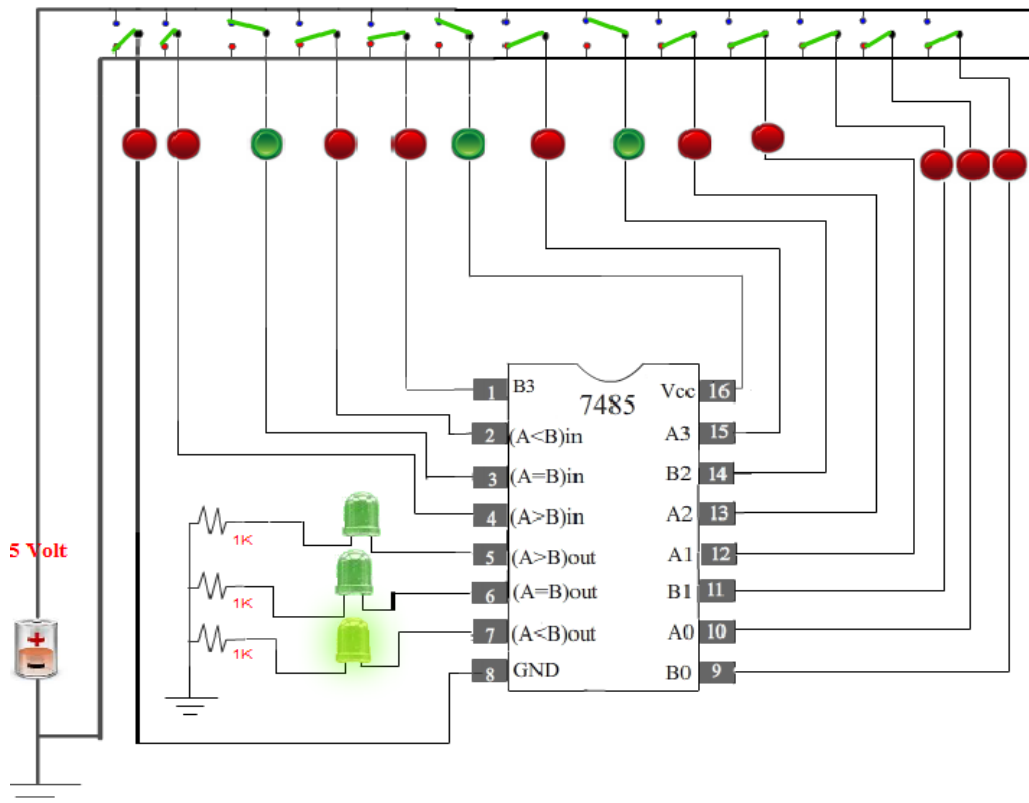 7485
1 B3 Vcc 16
2 (A<B)in A3 15
3 (A=B)in B2 14
4 (A>B)in A2 13
5 (A>B)out A1 12
6 (A=B)out B1 11
7 (A<B)out A0 10
8 GND B0 9
1K
1K
1K
5 Volt